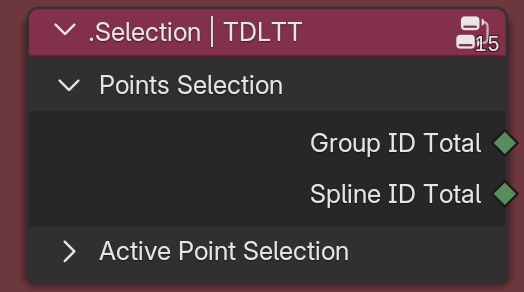 .Selection | TDLTT
15
Points Selection
Group ID Total
Spline ID Total
Active Point Selection